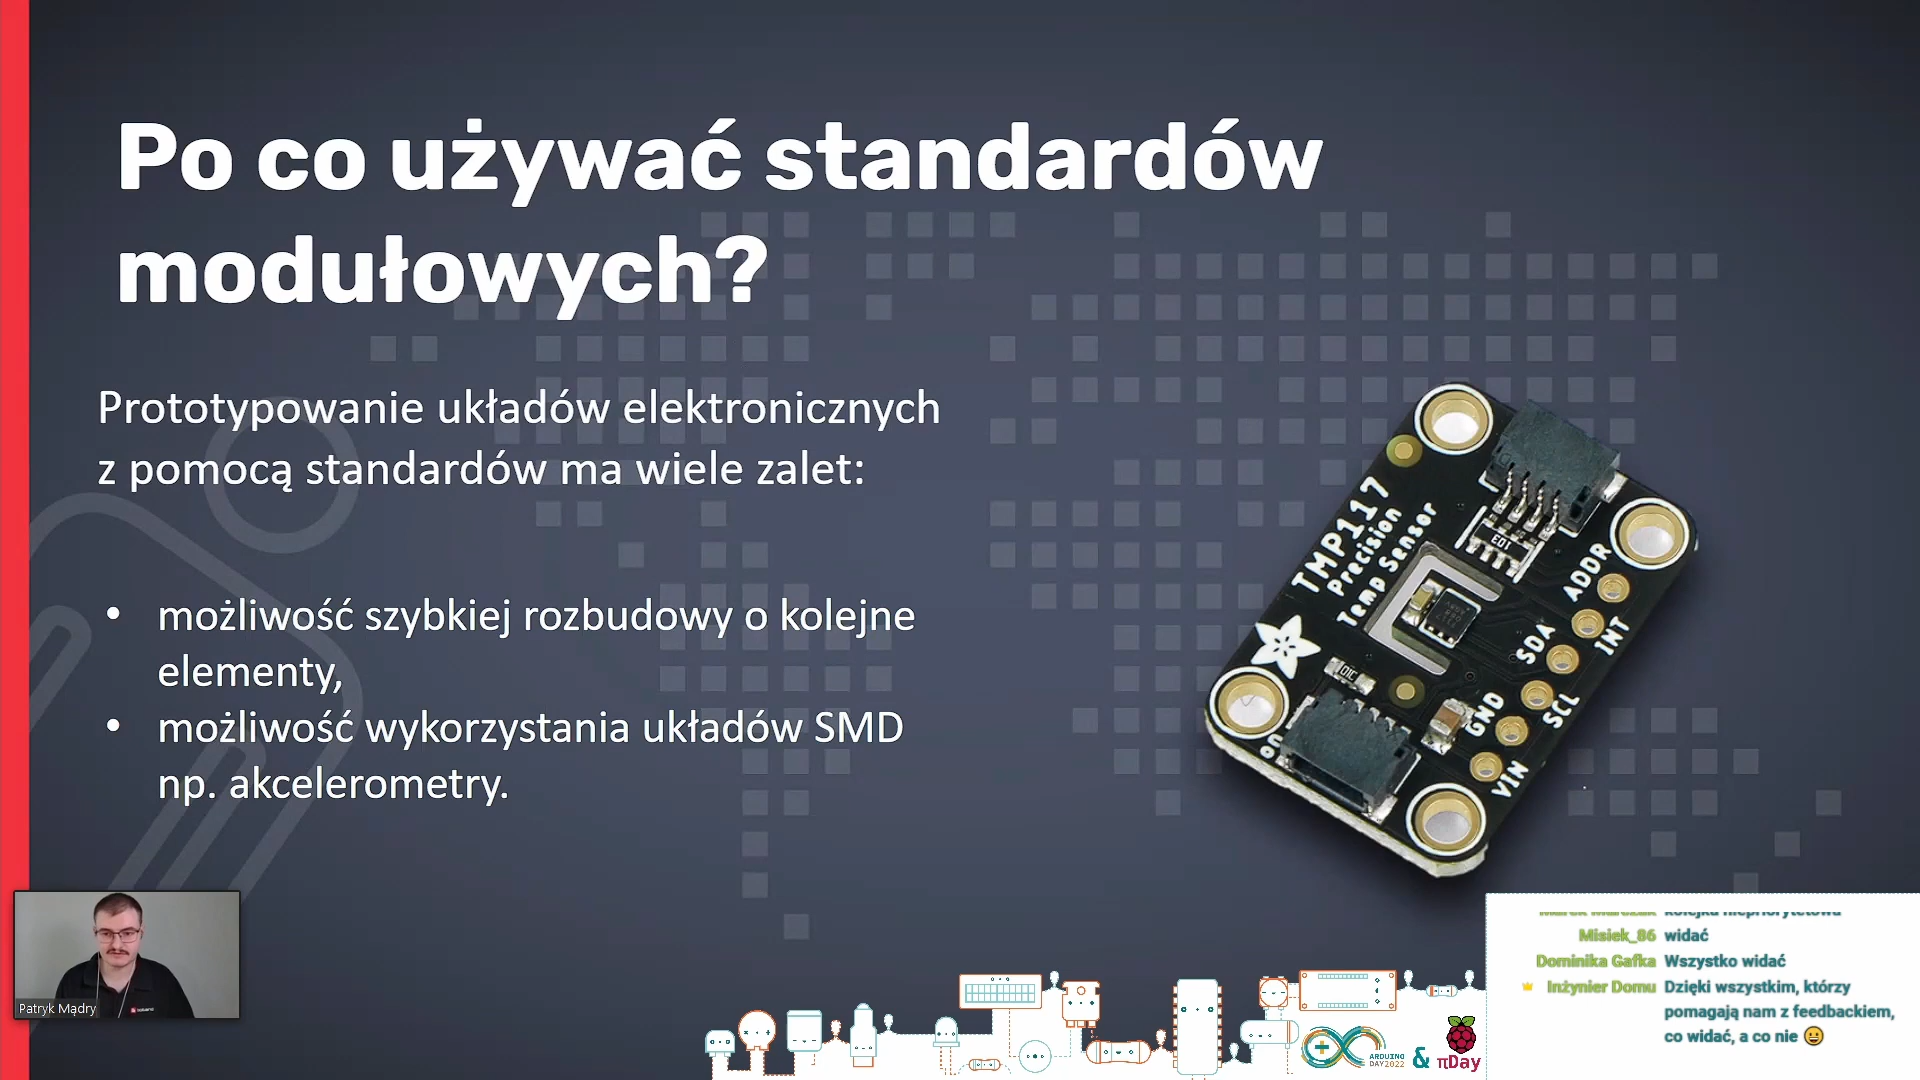 Po co używać standardów
modułowych?
Prototypowanie układów elektronicznych
z pomocą standardów ma wiele zalet:
• możliwość szybkiej rozbudowy o kolejne
elementy,
• możliwość wykorzystania układów SMD
np. akcelerometry.
TMP117
Precision
Temp Sensor
E01
ADDR
INT
SDA
SCL
GND
VIN
on
Patryk Mądry
Misiek_86 widać
Dominika Gafka Wszystko widać
Inżynier Domu Dzięki wszystkim, którzy
pomagają nam z feedbackiem,
co widać, a co nie 😀
ARDUINO
DAY2022
& πDay